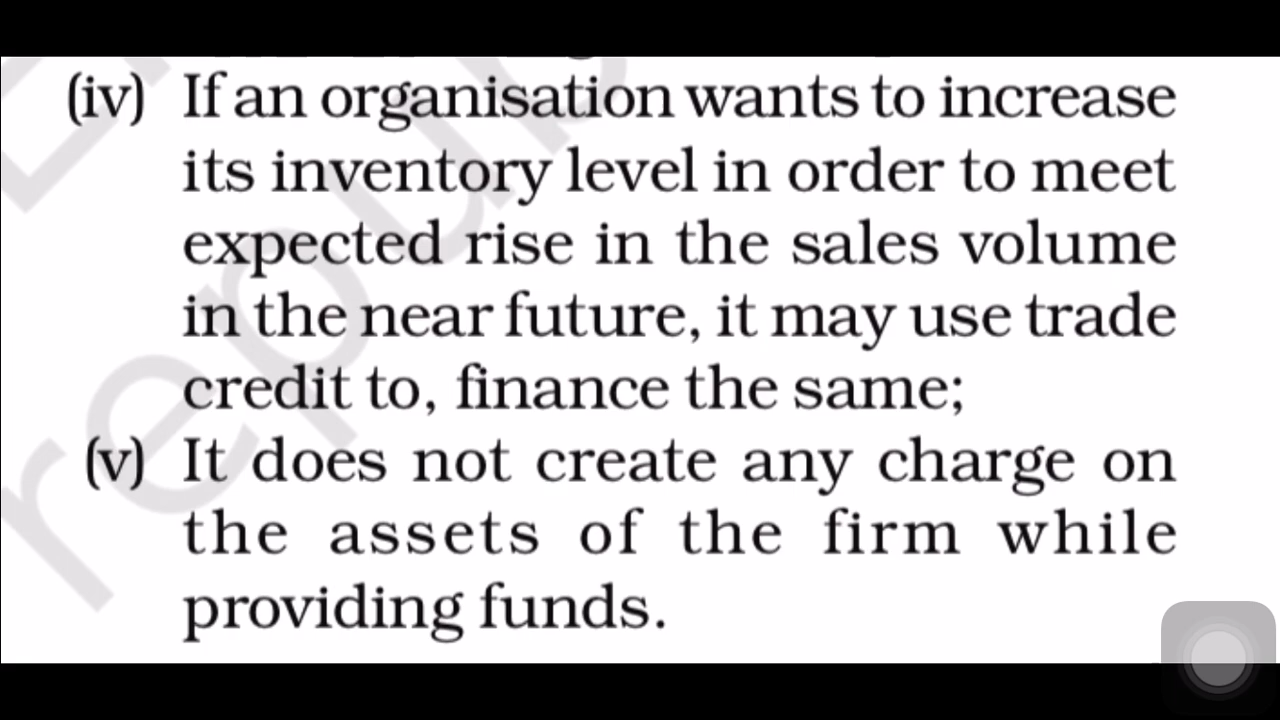 (iv) If an organisation wants to increase
its inventory level in order to meet
expected rise in the sales volume
in the near future, it may use trade
credit to, finance the same;
(v) It does not create any charge on
the assets of the firm while
providing funds.